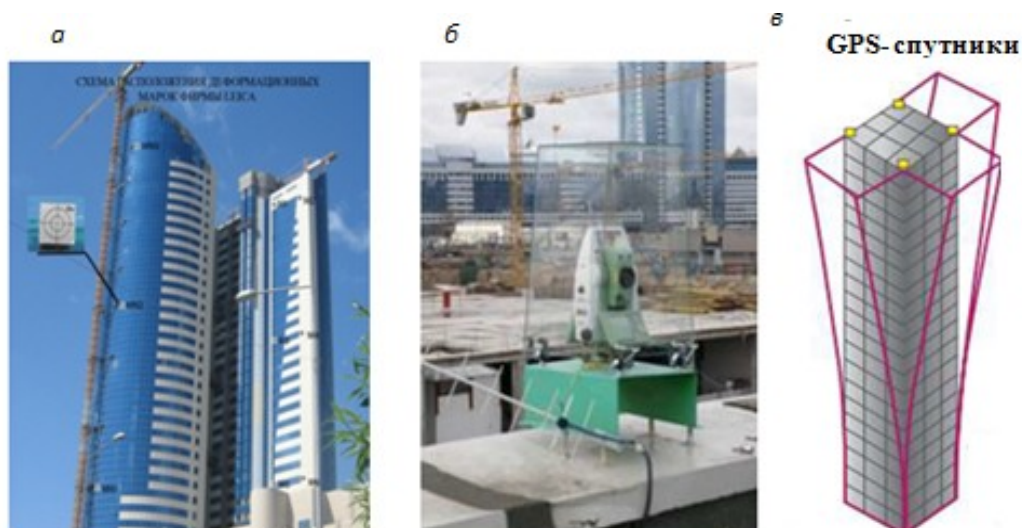 а
б
в
GPS- спутники
СХЕМА РАСПОЛОЖЕНИЯ ДЕФОРМАЦИОННЫХ
МАРОК ФИРМЫ LEICA